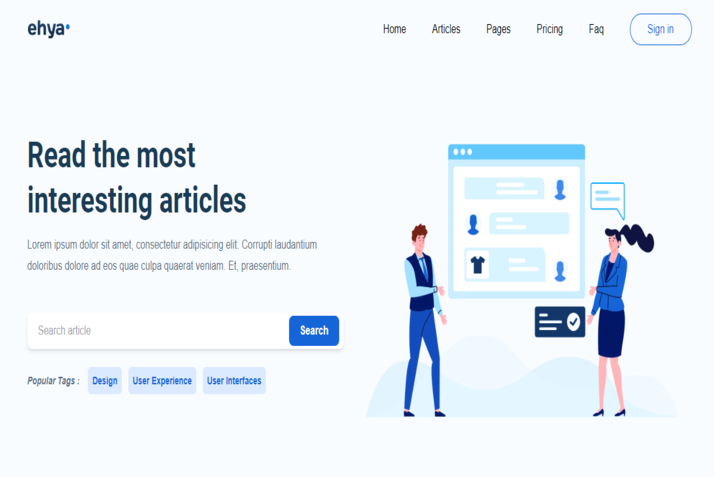 ehya
Home Articles Pages Pricing Faq Sign in
Read the most
interesting articles
Lorem ipsum dolor sit amet, consectetur adipisicing elit. Corrupti laudantium
doloribus dolore ad eos quae culpa quaerat veniam. Et, praesentium.
Search article Search
Popular Tags : Design User Experience User Interfaces